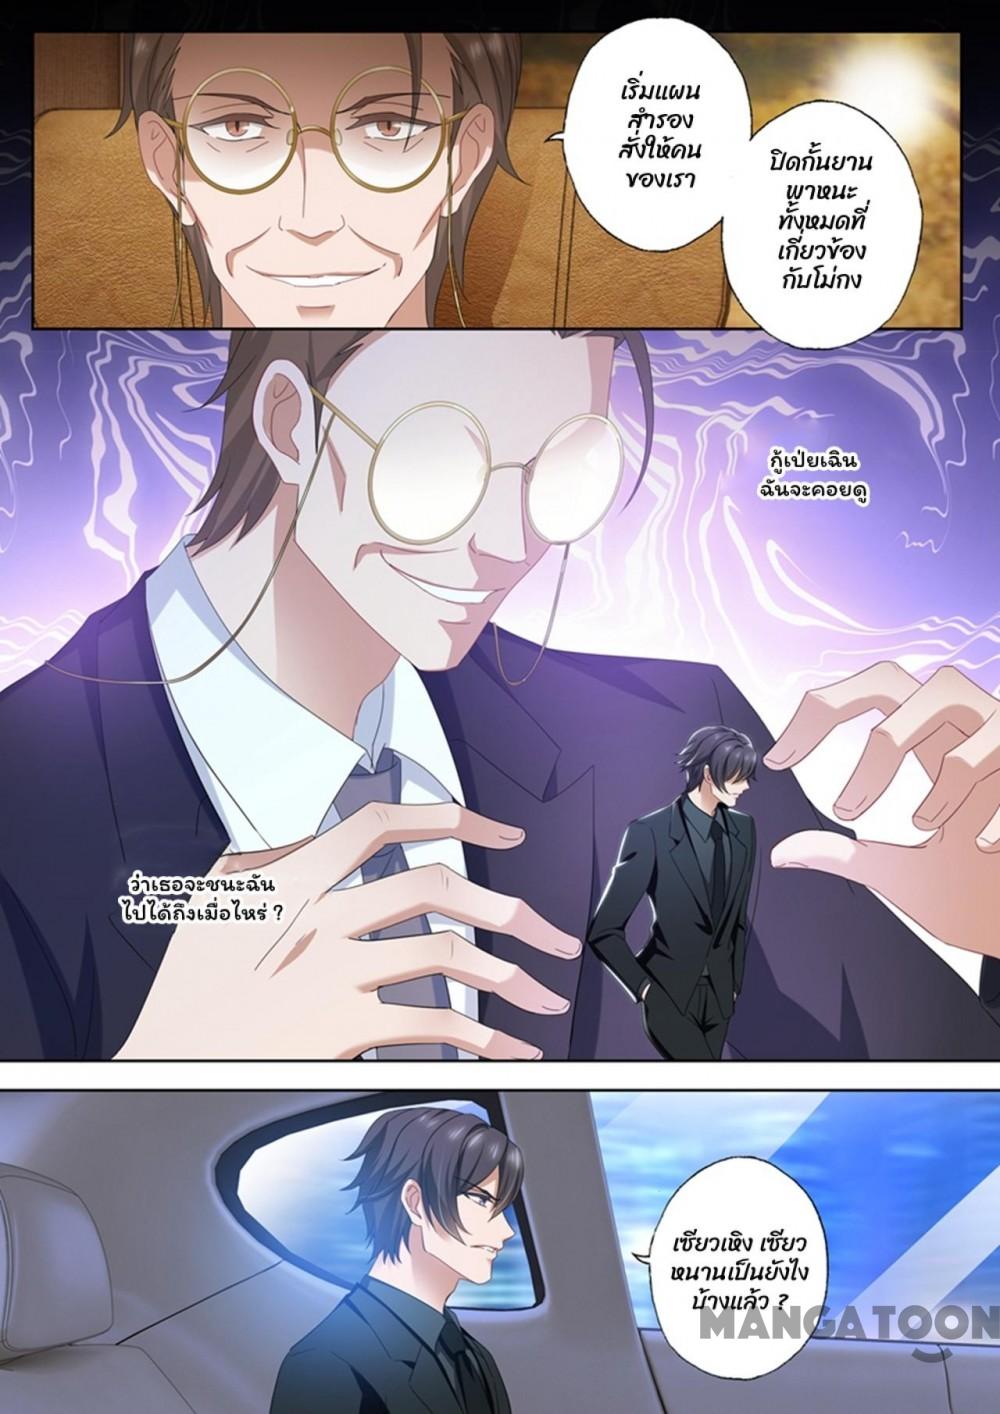 เริ่มแผน
สำรอง
สั่งให้คน
ของเรา
ปิดกั้นยาน
พาหนะ
ทั้งหมดที่
เกี่ยวข้อง
กับโม่กง
กู้เป่ยเฉิน
ฉันจะคอยดู
ว่าเธอจะชนะฉัน
ไปได้ถึงเมื่อไหร่ ?
เซียวเหิง เซียว
หนานเป็นยังไง
บ้างแล้ว ?
MANGATOON